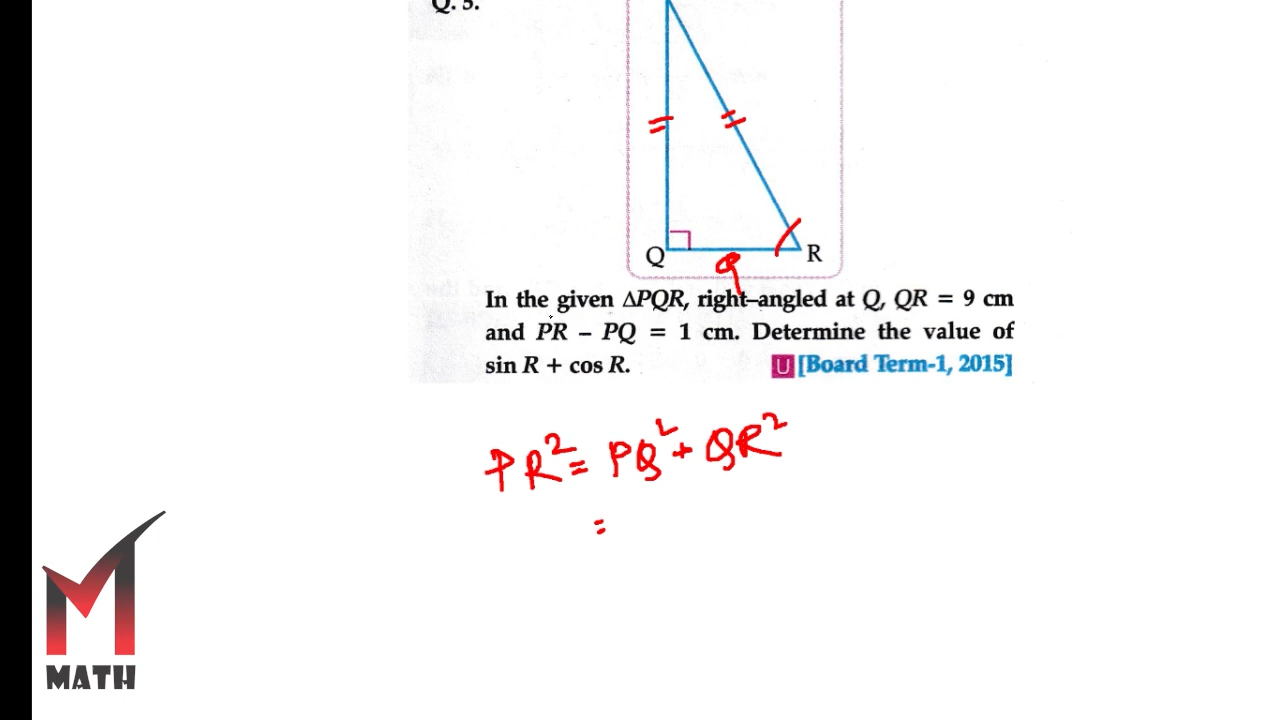 Q. 5.
Q
R
9
In the given ΔPQR, right–angled at Q, QR = 9 cm
and PR – PQ = 1 cm. Determine the value of
sin R + cos R.
U [Board Term-1, 2015]
PR² = PQ² + QR²
=
MATH